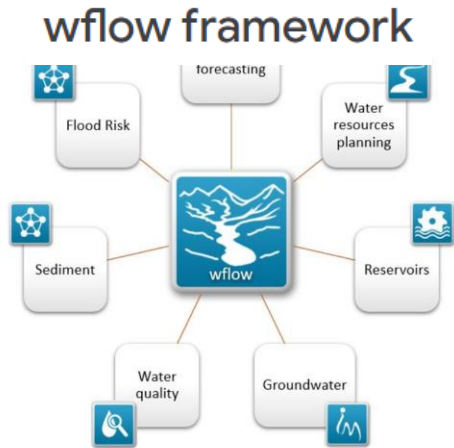 wflow framework
forecasting
Flood Risk
Water
resources
planning
wflow
Sediment
Reservoirs
Water
quality
Groundwater